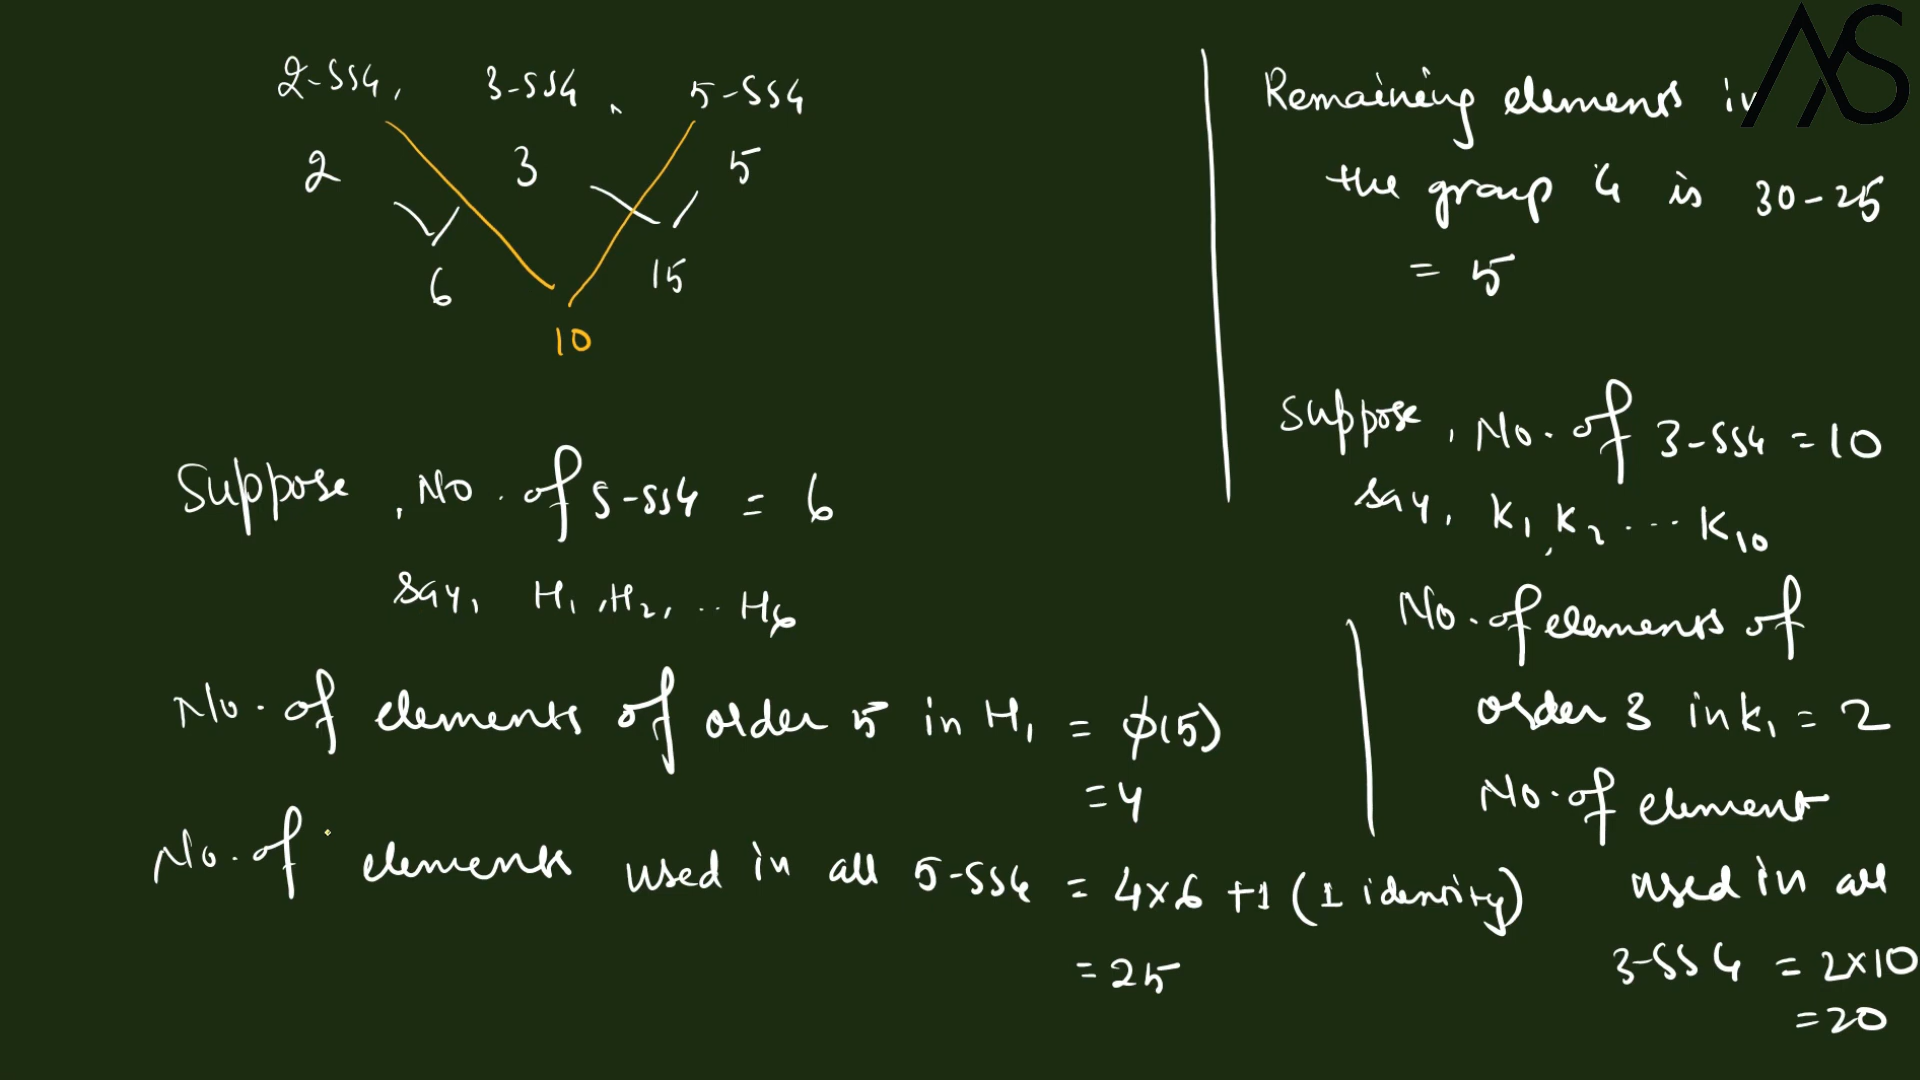 2-SSG, 3-SSG, 5-SSG
2 3 5
6 15
10
Suppose, No. of 5-SSG = 6
say, H₁, H₂, .. H₆
No. of elements of order 5 in H₁ = φ(5)
= 4
No. of elements used in all 5-SSG = 4×6 +1 (1 identity)
= 25
Remaining elements in
the group G is 30-25
= 5
Suppose, No. of 3-SSG = 10
say, K₁, K₂ ... K₁₀
No. of elements of
order 3 in K₁ = 2
No. of element
used in all
3-SSG = 2×10
= 20
AS